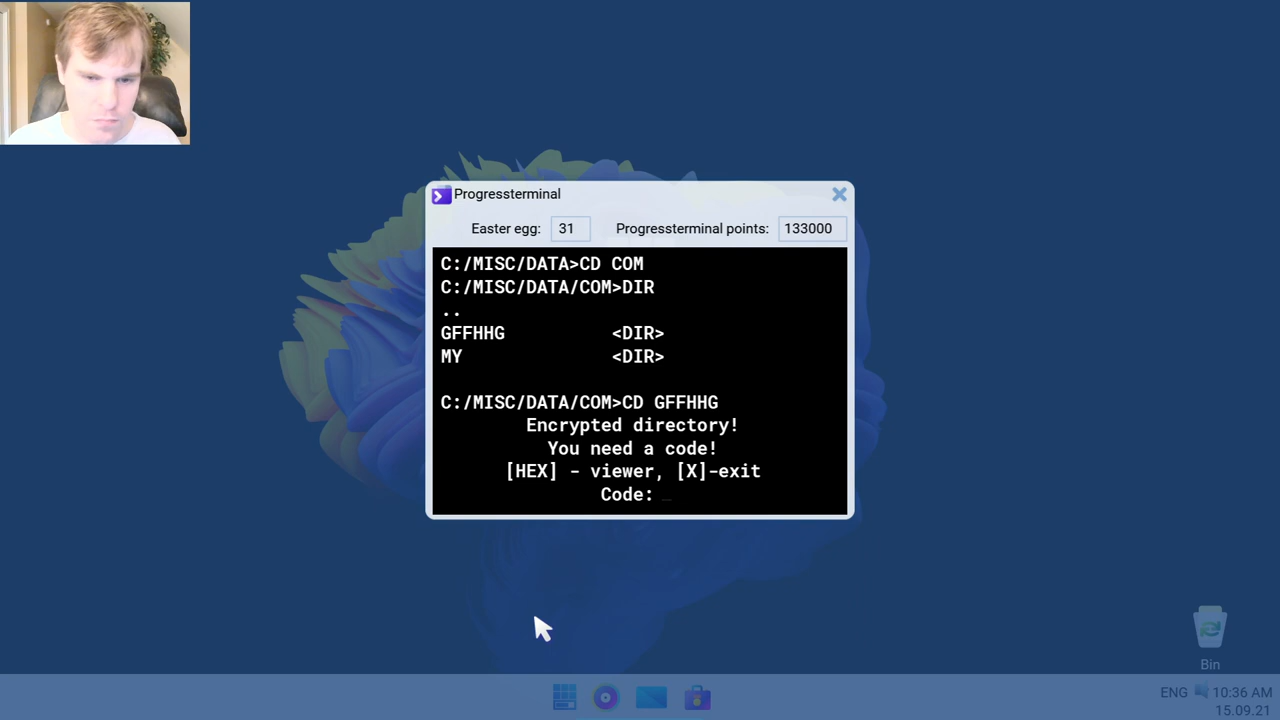 Progressterminal
Easter egg: 31 Progressterminal points: 133000
C:/MISC/DATA>CD COM
C:/MISC/DATA/COM>DIR
..
GFFHHG <DIR>
MY <DIR>
C:/MISC/DATA/COM>CD GFFHHG
Encrypted directory!
You need a code!
[HEX] - viewer, [X]-exit
Code: _
Bin
ENG 10:36 AM
15.09.21